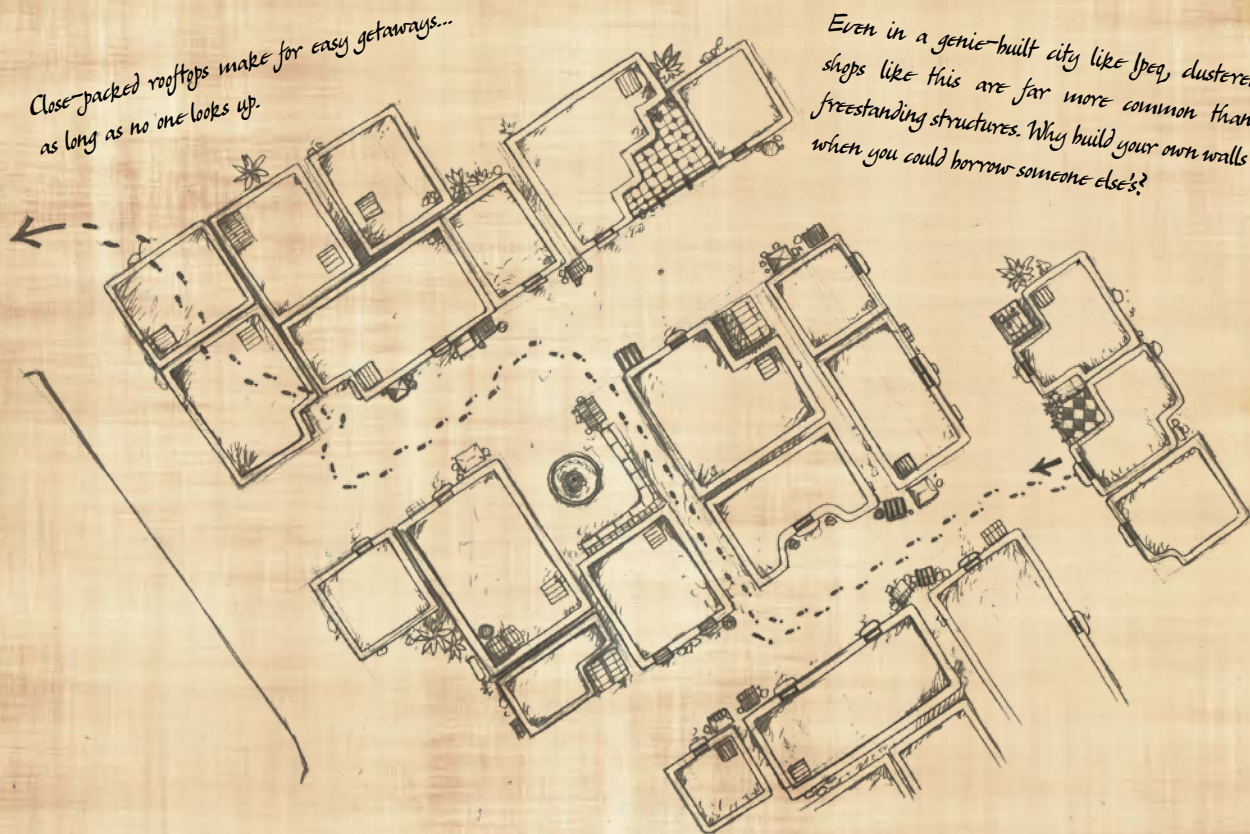 Close-packed rooftops make for easy getaways...
as long as no one looks up.
Even in a genie-built city like Ipeq, clustered
shops like this are far more common than
freestanding structures. Why build your own walls
when you could borrow someone else's?